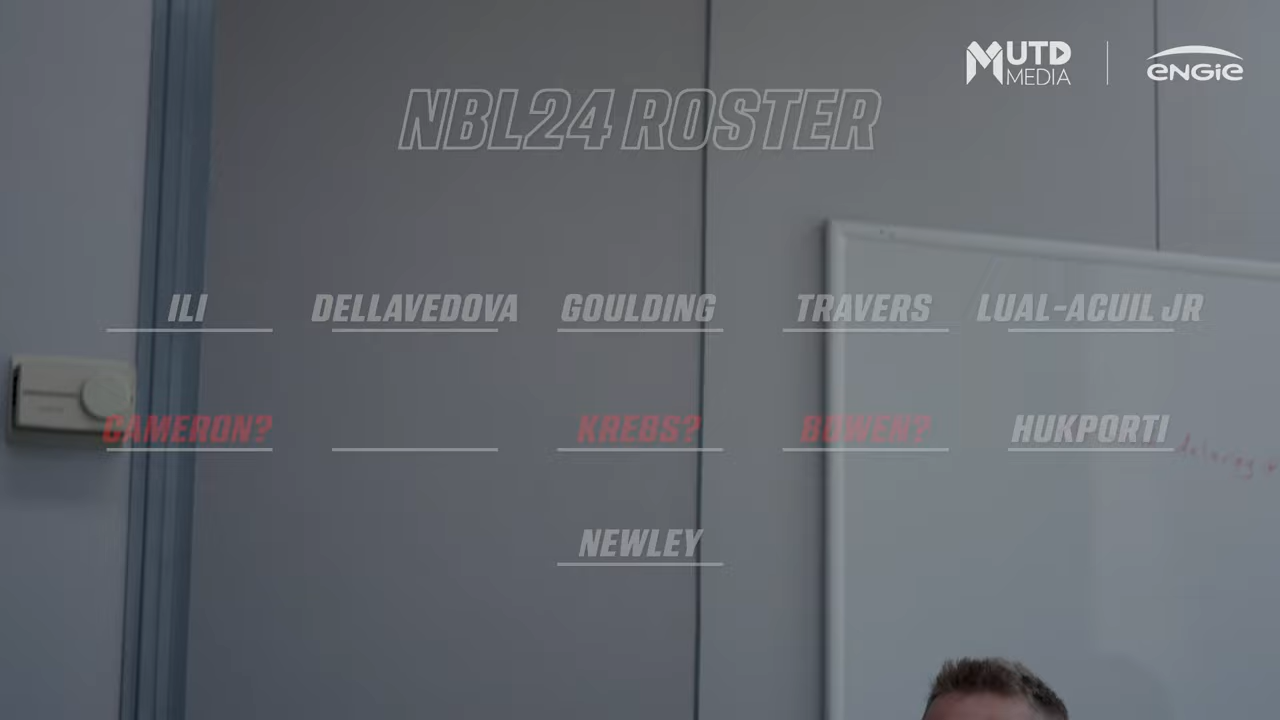 MUTD
MEDIA
ENGIE
NBL24 ROSTER
ILI DELLAVEDOVA GOULDING TRAVERS LUAL-ACUIL JR
CAMERON? KREBS? BOWEN? HUKPORTI
NEWLEY